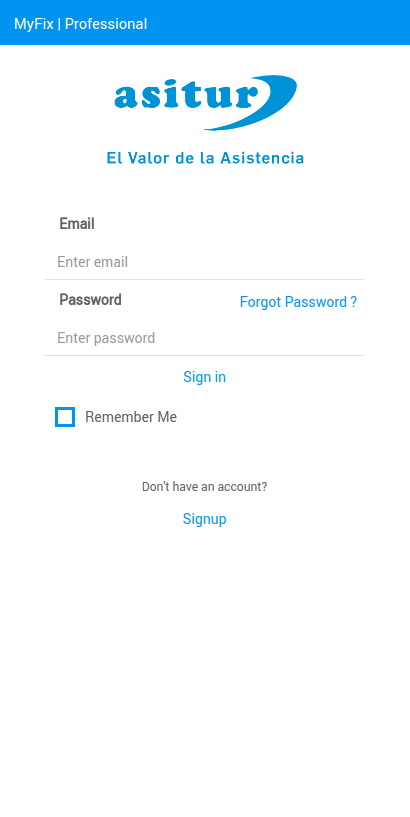 MyFix | Professional
asitur
El Valor de la Asistencia
Email
Enter email
Password
Forgot Password ?
Enter password
Sign in
Remember Me
Don't have an account?
Signup